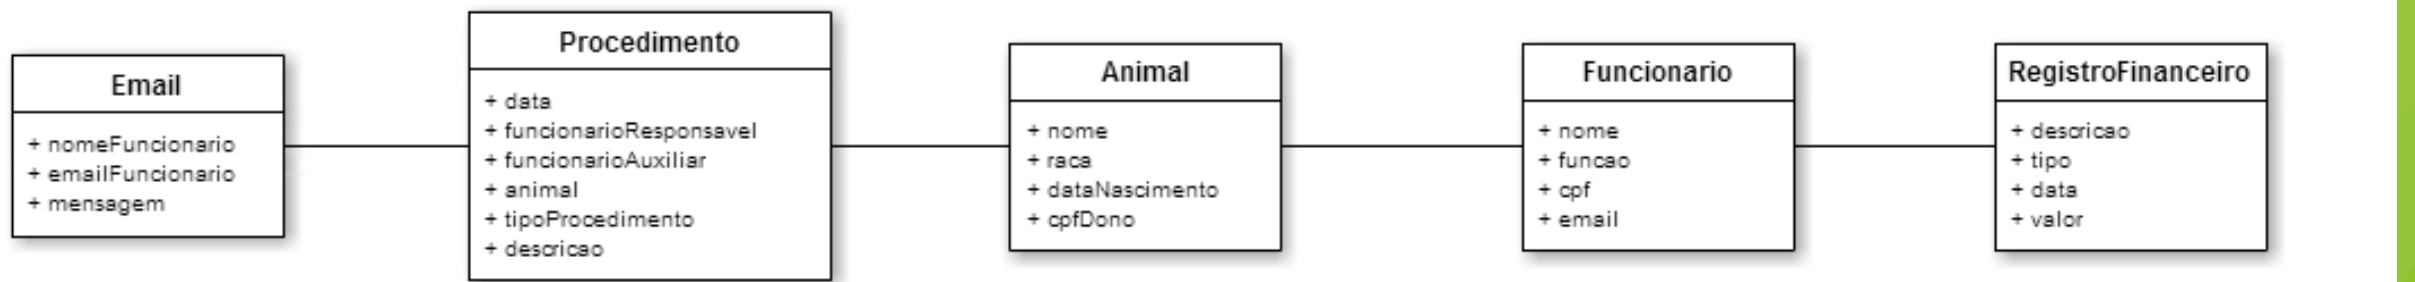 Email
+ nomeFuncionario
+ emailFuncionario
+ mensagem
Procedimento
+ data
+ funcionarioResponsavel
+ funcionarioAuxiliar
+ animal
+ tipoProcedimento
+ descricao
Animal
+ nome
+ raca
+ dataNascimento
+ cpfDono
Funcionario
+ nome
+ funcao
+ cpf
+ email
RegistroFinanceiro
+ descricao
+ tipo
+ data
+ valor